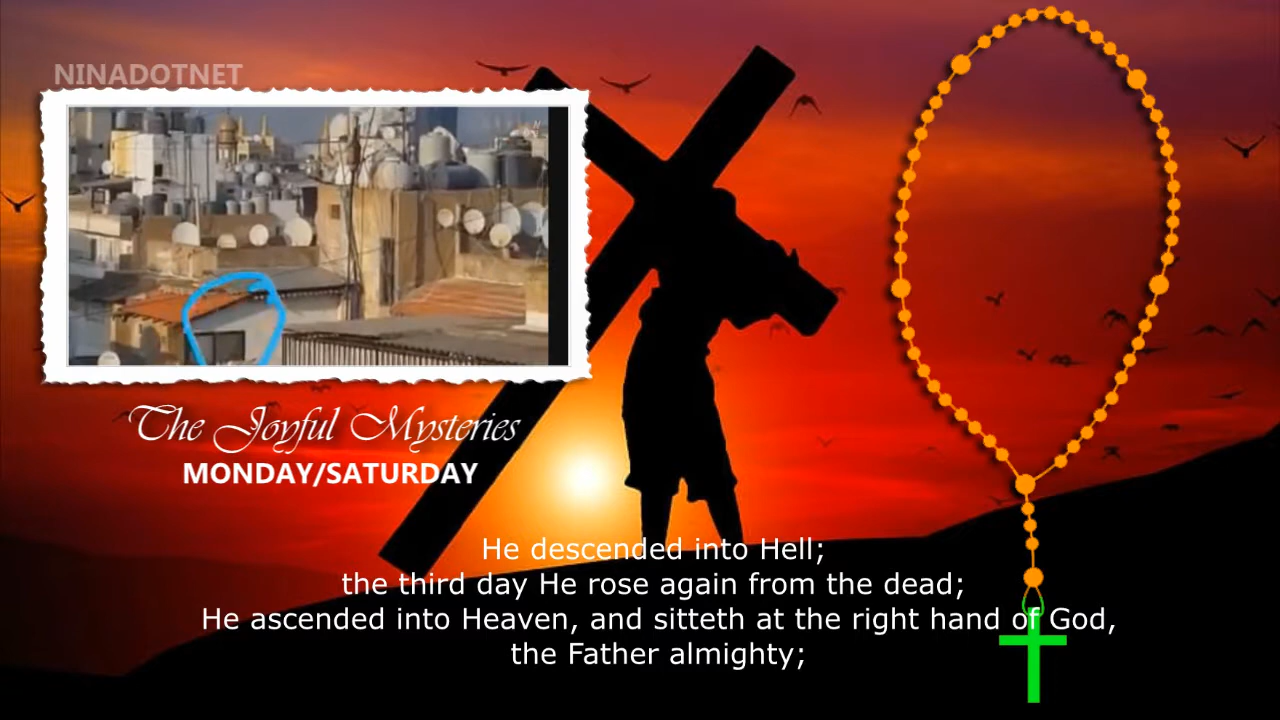 NINADOTNET
The Joyful Mysteries
MONDAY/SATURDAY
He descended into Hell;
the third day He rose again from the dead;
He ascended into Heaven, and sitteth at the right hand of God,
the Father almighty;